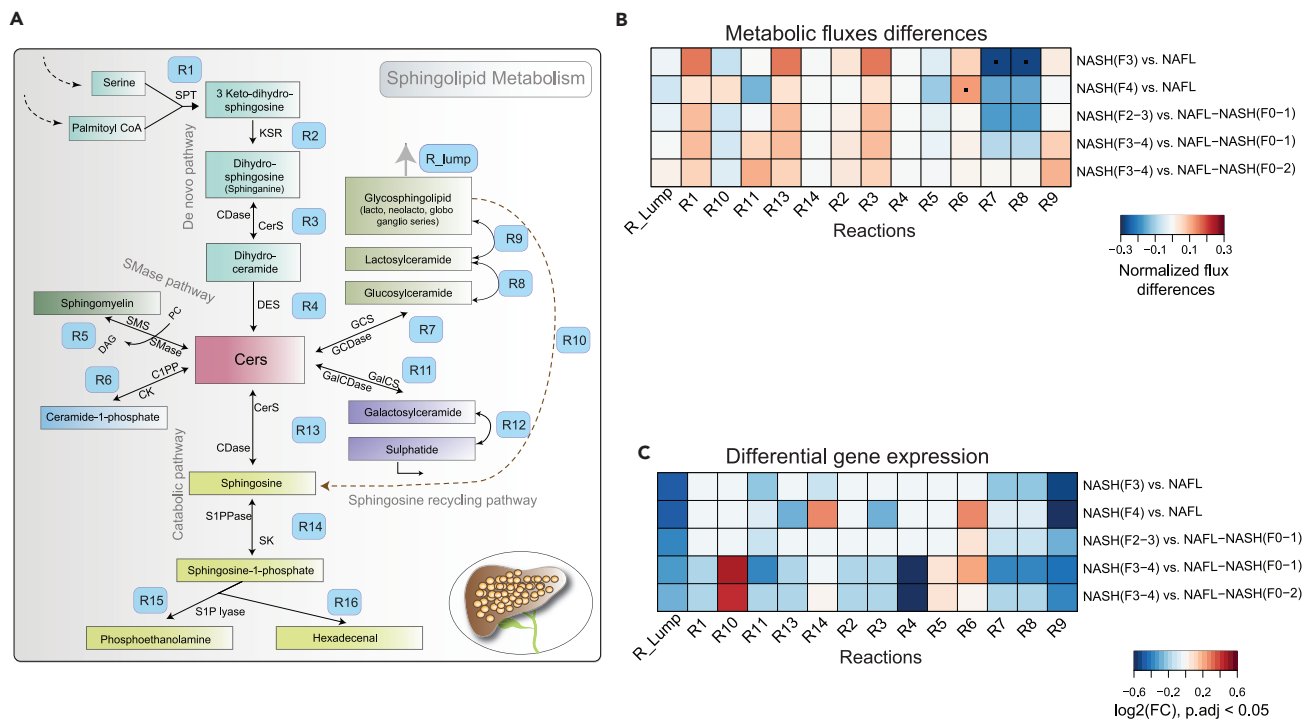 A
Sphingolipid Metabolism
R1
Serine
SPT
3 Keto-dihydro-
sphingosine
Palmitoyl CoA
KSR
R2
De novo pathway
Dihydro-
sphingosine
(Sphinganine)
R_lump
CDase
CerS
R3
Glycosphingolipid
(lacto, neolacto, globo
ganglio series)
R9
Dihydro-
ceramide
Lactosylceramide
R8
SMase pathway
DES
R4
Glucosylceramide
Sphingomyelin
SMS
PC
R5
DAG
SMase
GCS
GCDase
R7
R10
Cers
R11
R6
C1PP
CK
GalCS
GalCDase
Ceramide-1-phosphate
CerS
Galactosylceramide
R13
R12
CDase
Sulphatide
Catabolic pathway
Sphingosine
Sphingosine recycling pathway
S1PPase
R14
SK
Sphingosine-1-phosphate
R15
S1P lyase
R16
Phosphoethanolamine
Hexadecenal
B
Metabolic fluxes differences
NASH(F3) vs. NAFL
NASH(F4) vs. NAFL
NASH(F2-3) vs. NAFL-NASH(F0-1)
NASH(F3-4) vs. NAFL-NASH(F0-1)
NASH(F3-4) vs. NAFL-NASH(F0-2)
R_Lump R1 R10 R11 R13 R14 R2 R3 R4 R5 R6 R7 R8 R9
Reactions
-0.3 -0.1 0.1 0.3
Normalized flux
differences
C
Differential gene expression
NASH(F3) vs. NAFL
NASH(F4) vs. NAFL
NASH(F2-3) vs. NAFL-NASH(F0-1)
NASH(F3-4) vs. NAFL-NASH(F0-1)
NASH(F3-4) vs. NAFL-NASH(F0-2)
R_Lump R1 R10 R11 R13 R14 R2 R3 R4 R5 R6 R7 R8 R9
Reactions
-0.6 -0.2 0.2 0.6
log2(FC), p.adj < 0.05